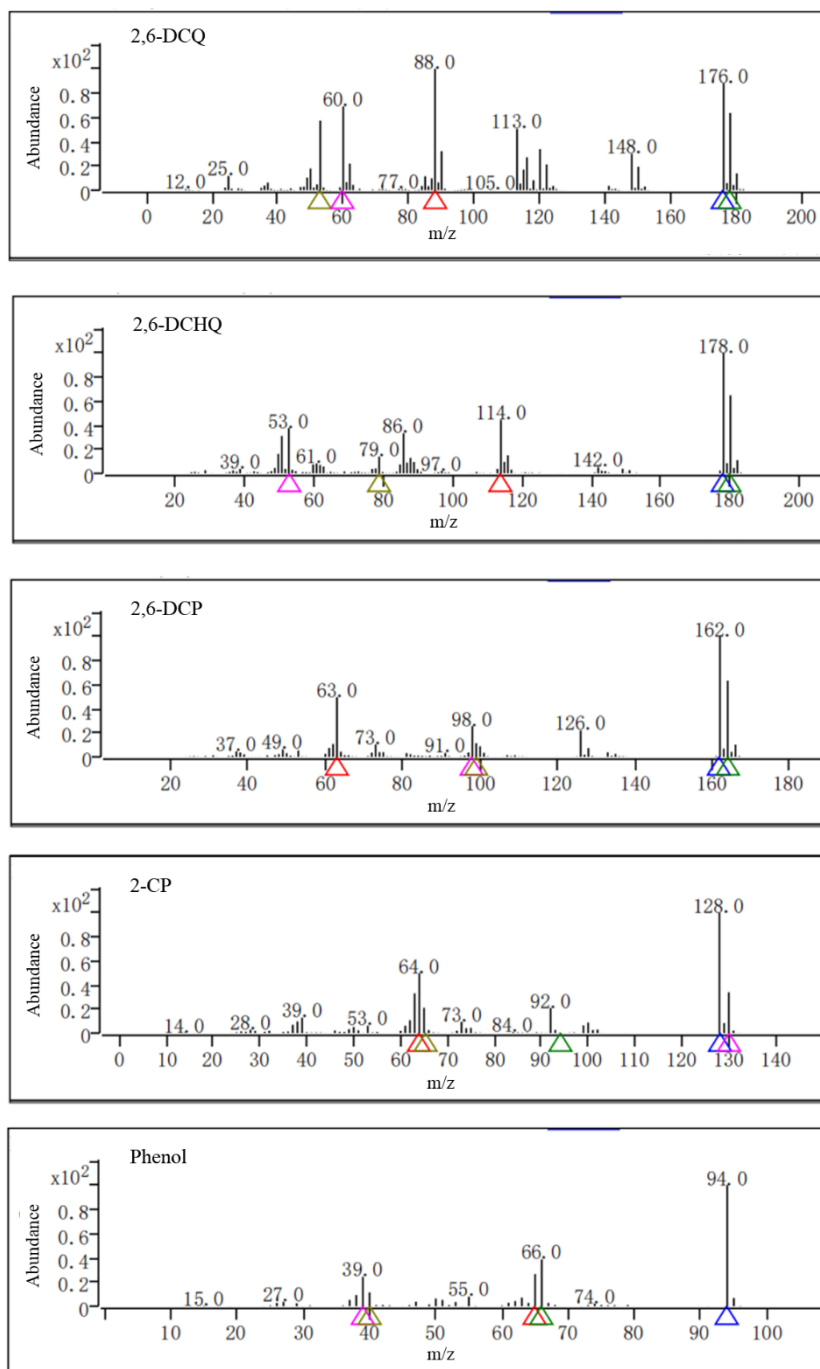 2,6-DCQ
x10²
Abundance
0.8
0.6
0.4
0.2
0
12.0
25.0
60.0
77.0
88.0
105.0
113.0
148.0
176.0
0 20 40 60 80 100 120 140 160 180 200
m/z
2,6-DCHQ
x10²
Abundance
0.8
0.6
0.4
0.2
0
39.0
53.0
61.0
79.0
86.0
97.0
114.0
142.0
178.0
20 40 60 80 100 120 140 160 180 200
m/z
2,6-DCP
x10²
Abundance
0.8
0.6
0.4
0.2
0
37.0
49.0
63.0
73.0
91.0
98.0
126.0
162.0
20 40 60 80 100 120 140 160 180
m/z
2-CP
x10²
Abundance
0.8
0.6
0.4
0.2
0
14.0
28.0
39.0
53.0
64.0
73.0
84.0
92.0
128.0
0 10 20 30 40 50 60 70 80 90 100 110 120 130 140
m/z
Phenol
x10²
Abundance
0.8
0.6
0.4
0.2
0
15.0
27.0
39.0
55.0
66.0
74.0
94.0
10 20 30 40 50 60 70 80 90 100
m/z